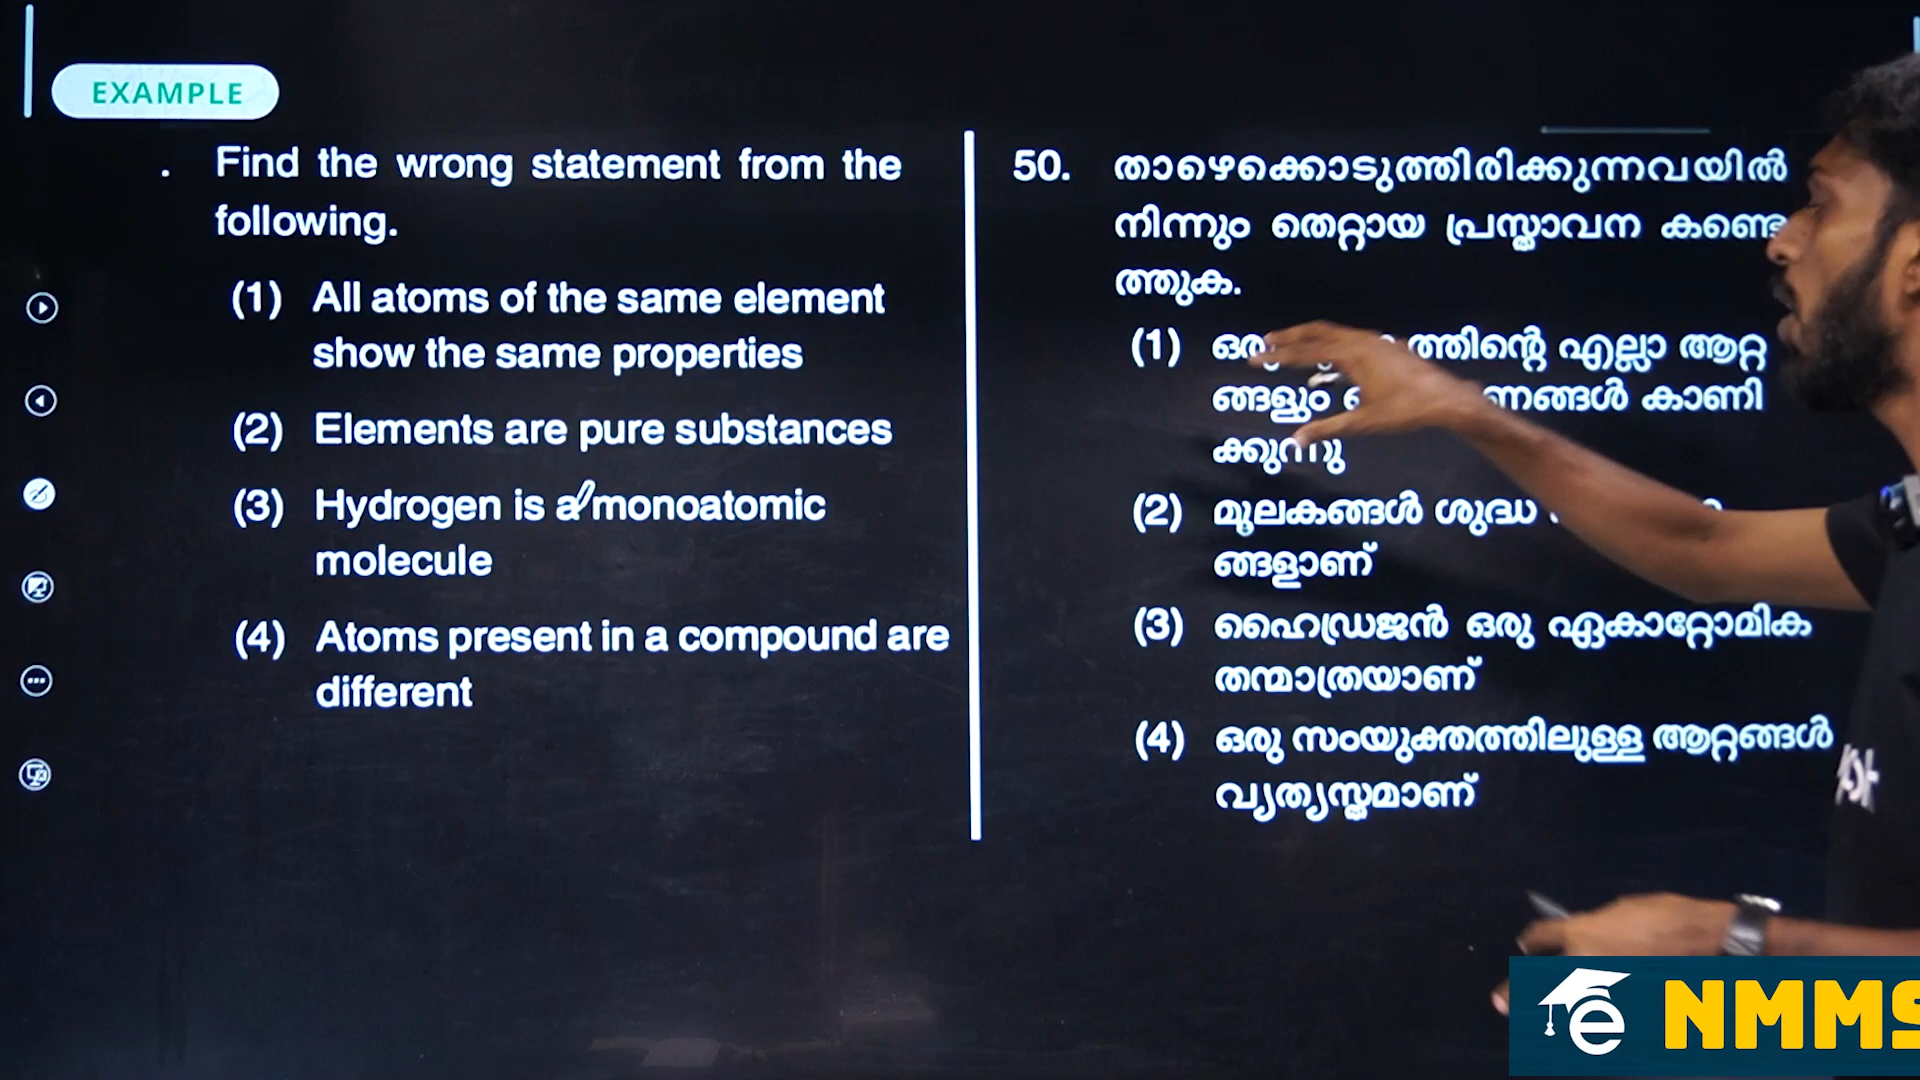 EXAMPLE
. Find the wrong statement from the
following.
(1) All atoms of the same element
show the same properties
(2) Elements are pure substances
(3) Hydrogen is a monoatomic
molecule
(4) Atoms present in a compound are
different
50. താഴെക്കൊടുത്തിരിക്കുന്നവയിൽ
നിന്നും തെറ്റായ പ്രസ്താവന കണ്ടെ
ത്തുക.
(1) ത്തിന്റെ എല്ലാ ആറ്റ
ങ്ങളും കാണി
ക്കുന്നു
(2) മൂലകങ്ങൾ ശുദ്ധ
ങ്ങളാണ്
(3) ഹൈഡ്രജൻ ഒരു ഏകാറ്റോമിക
തന്മാത്രയാണ്
(4) ഒരു സംയുക്തത്തിലുള്ള ആറ്റങ്ങൾ
വ്യത്യസ്തമാണ്
e NMMS